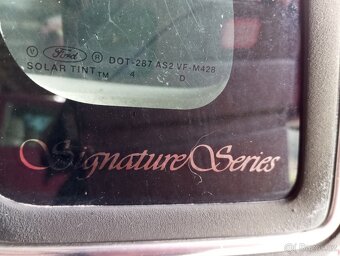 V Ford R DOT-287 AS2 VF-M428
SOLAR TINT™ 4 D
Signature Series